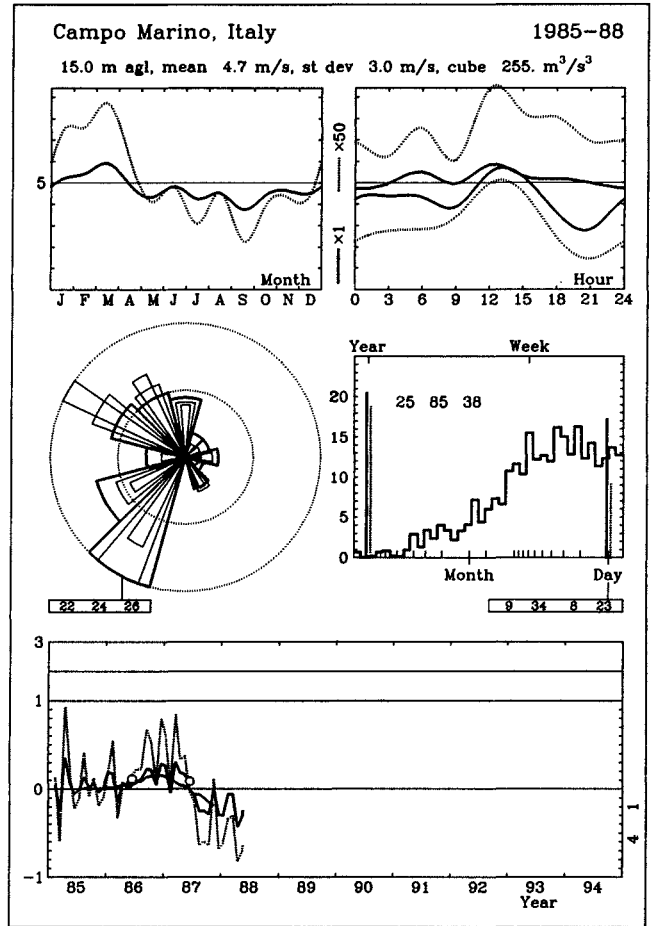 Campo Marino, Italy 1985-88
15.0 m agl, mean 4.7 m/s, st dev 3.0 m/s, cube 255. m³/s³
5
×50
×1
Month
J F M A M J J A S O N D
Hour
0 3 6 9 12 15 18 21 24
Year Week
20
15
10
5
0
25 85 38
Month Day
22 24 26
9 34 8 23
3
1
0
-1
4 1
85 86 87 88 89 90 91 92 93 94
Year